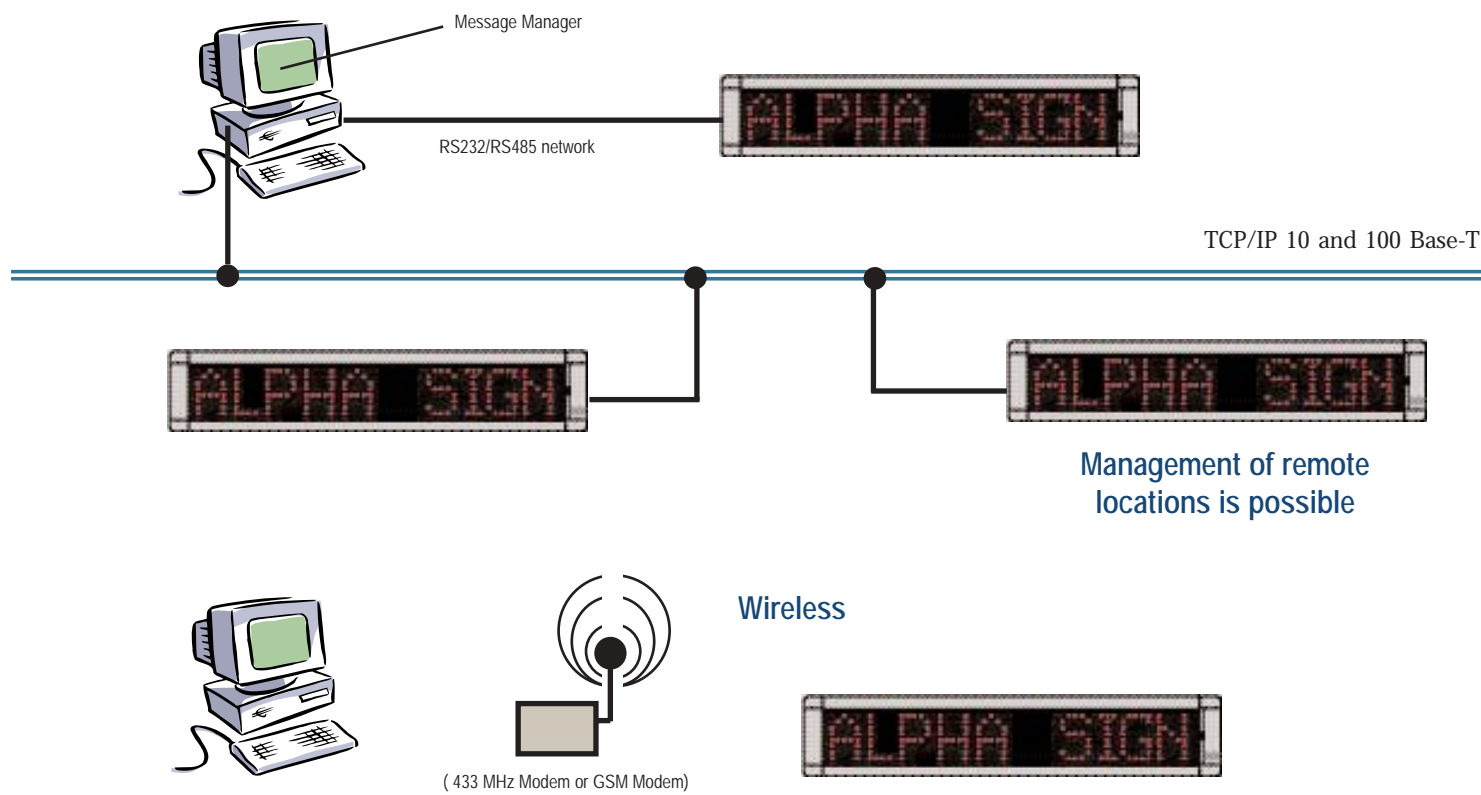 Message Manager
ALPHA SIGN
RS232/RS485 network
TCP/IP 10 and 100 Base-T
ALPHA SIGN
ALPHA SIGN
Management of remote
locations is possible
Wireless
ALPHA SIGN
( 433 MHz Modem or GSM Modem)